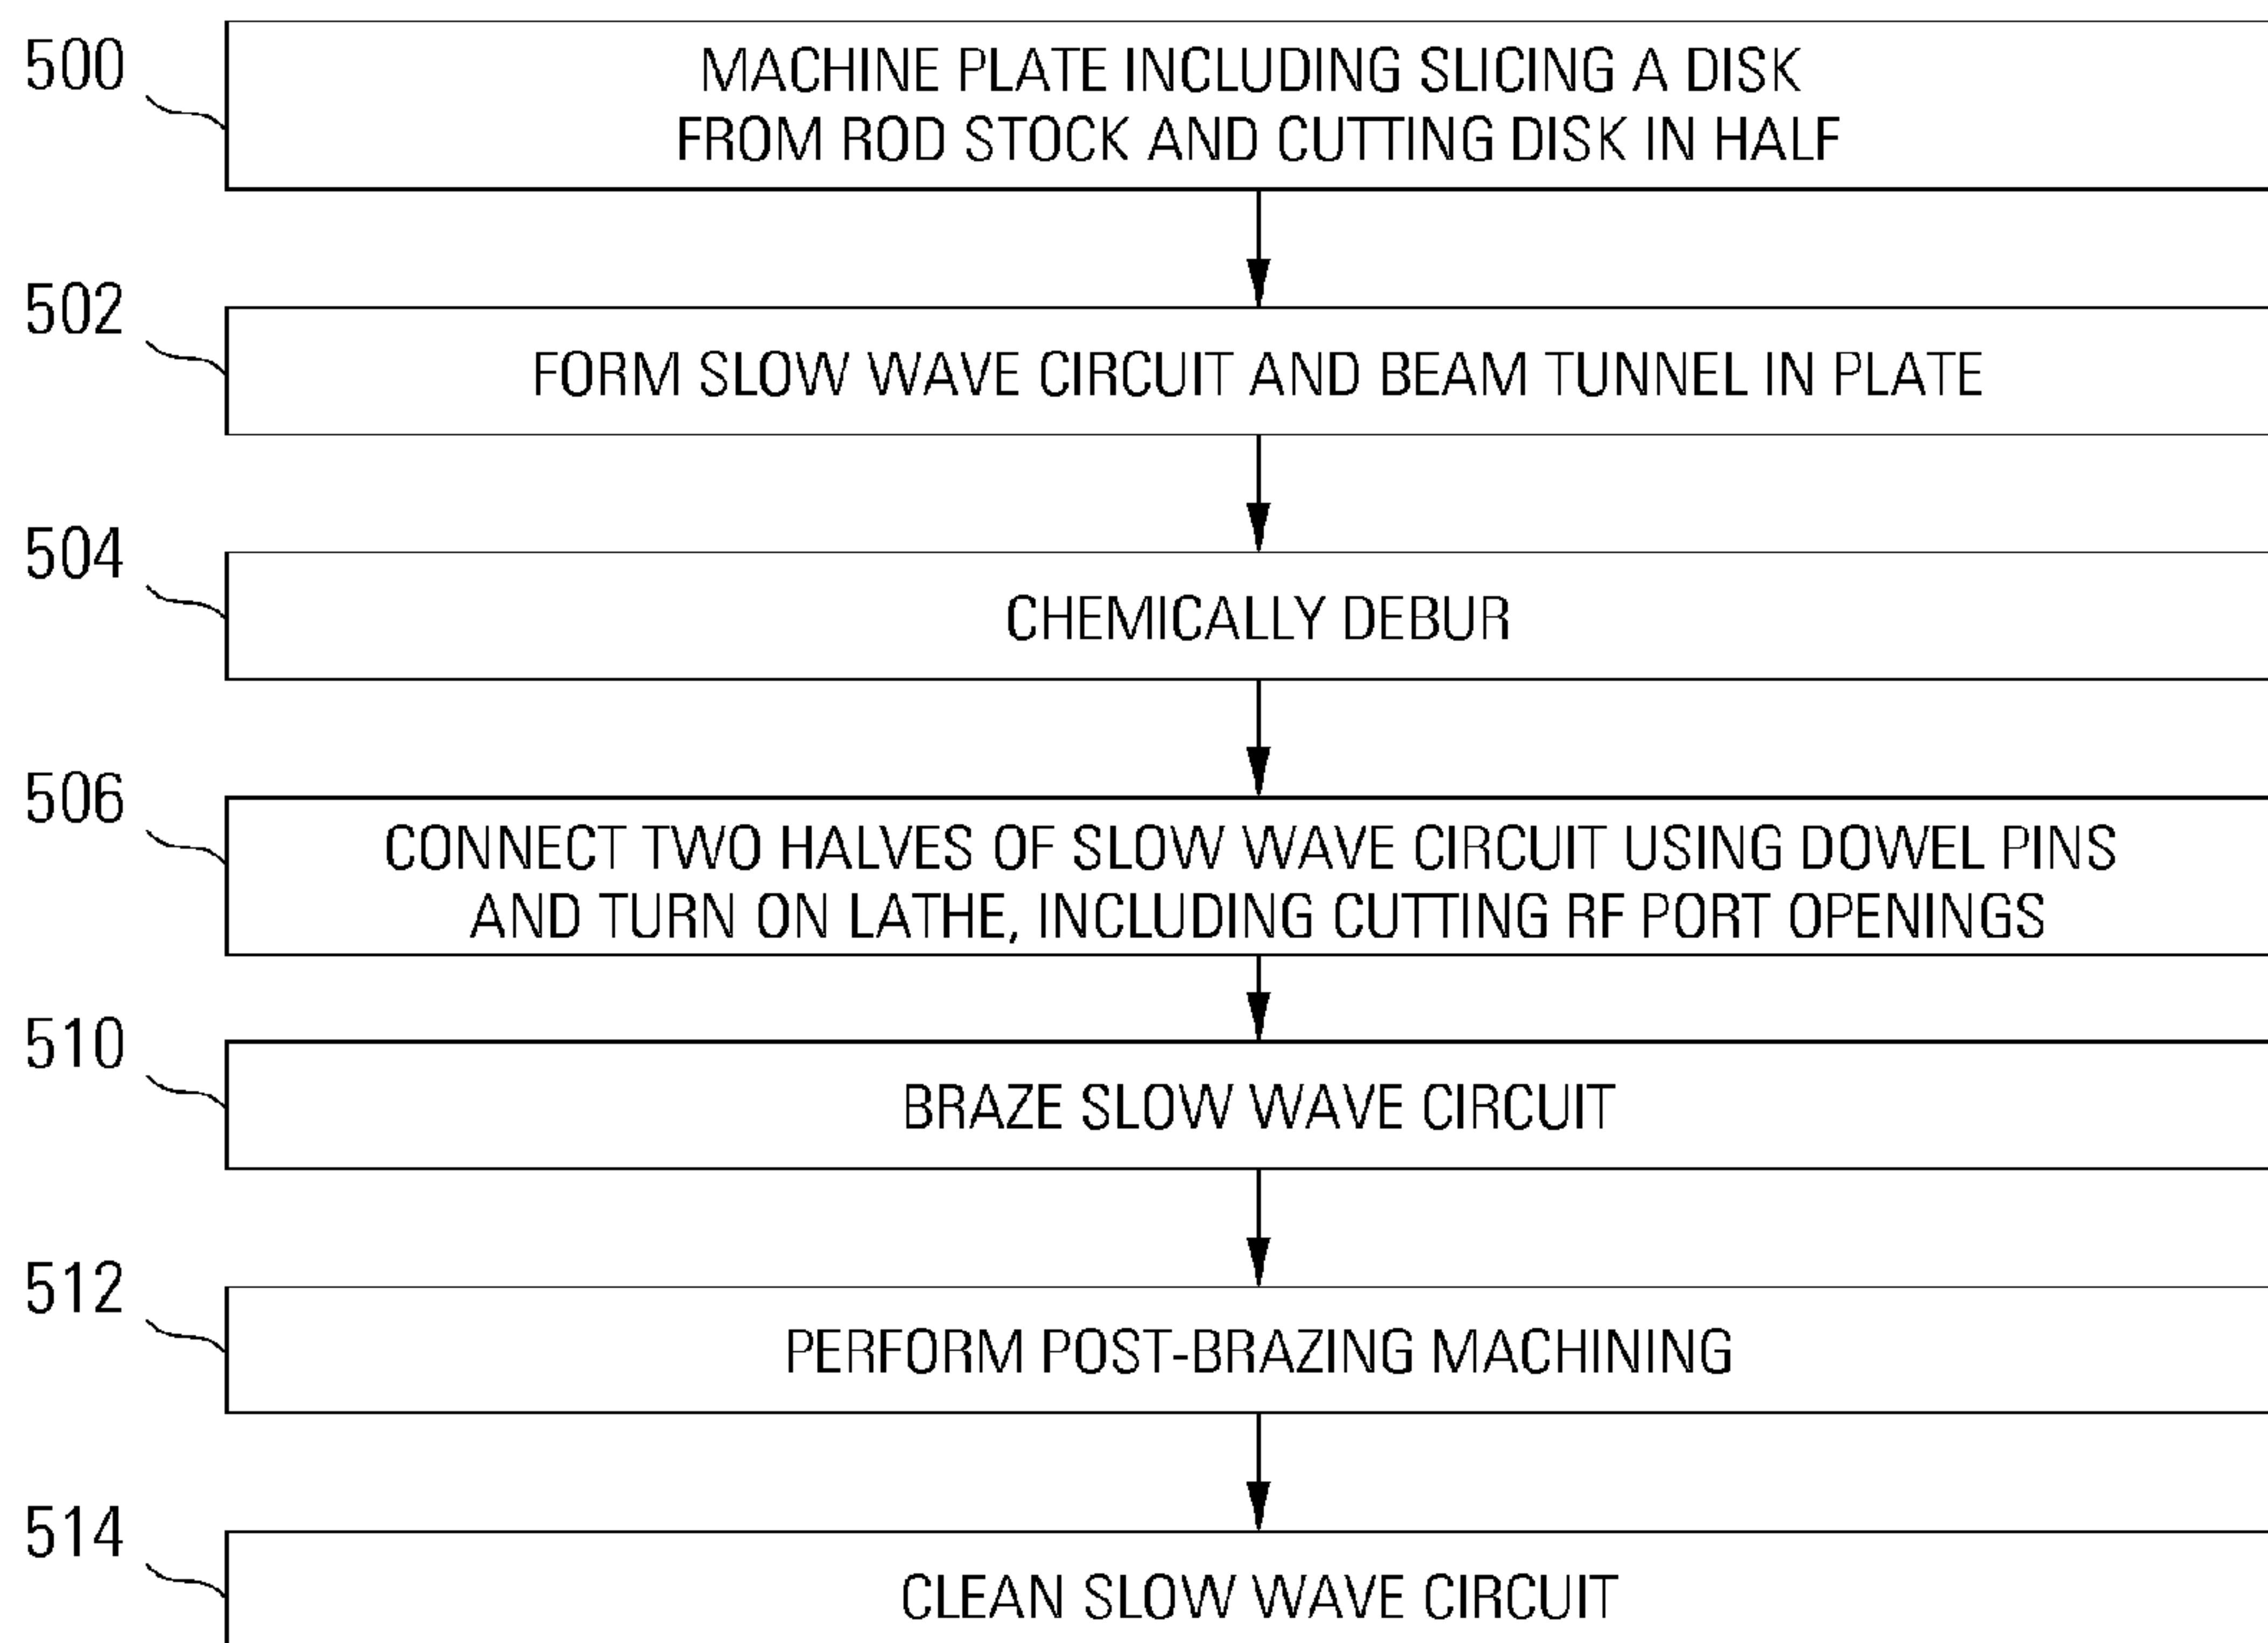 500
MACHINE PLATE INCLUDING SLICING A DISK
FROM ROD STOCK AND CUTTING DISK IN HALF
502
FORM SLOW WAVE CIRCUIT AND BEAM TUNNEL IN PLATE
504
CHEMICALLY DEBUR
506
CONNECT TWO HALVES OF SLOW WAVE CIRCUIT USING DOWEL PINS
AND TURN ON LATHE, INCLUDING CUTTING RF PORT OPENINGS
510
BRAZE SLOW WAVE CIRCUIT
512
PERFORM POST-BRAZING MACHINING
514
CLEAN SLOW WAVE CIRCUIT